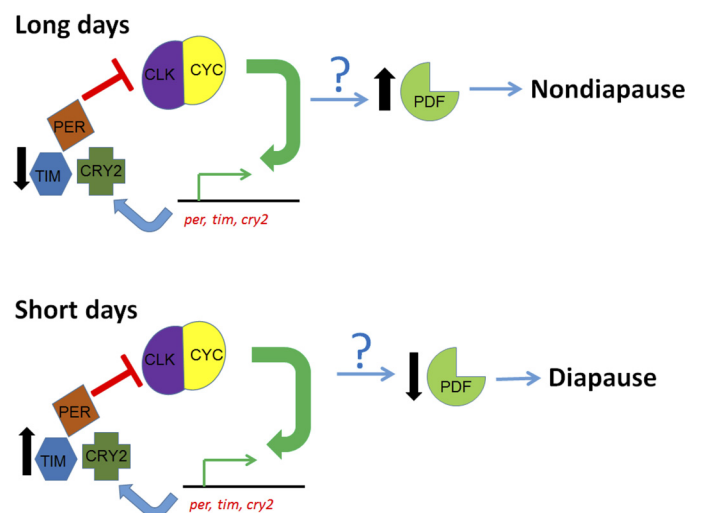 Long days
CLK
CYC
?
PDF
Nondiapause
PER
TIM
CRY2
per, tim, cry2
Short days
CLK
CYC
?
PDF
Diapause
PER
TIM
CRY2
per, tim, cry2